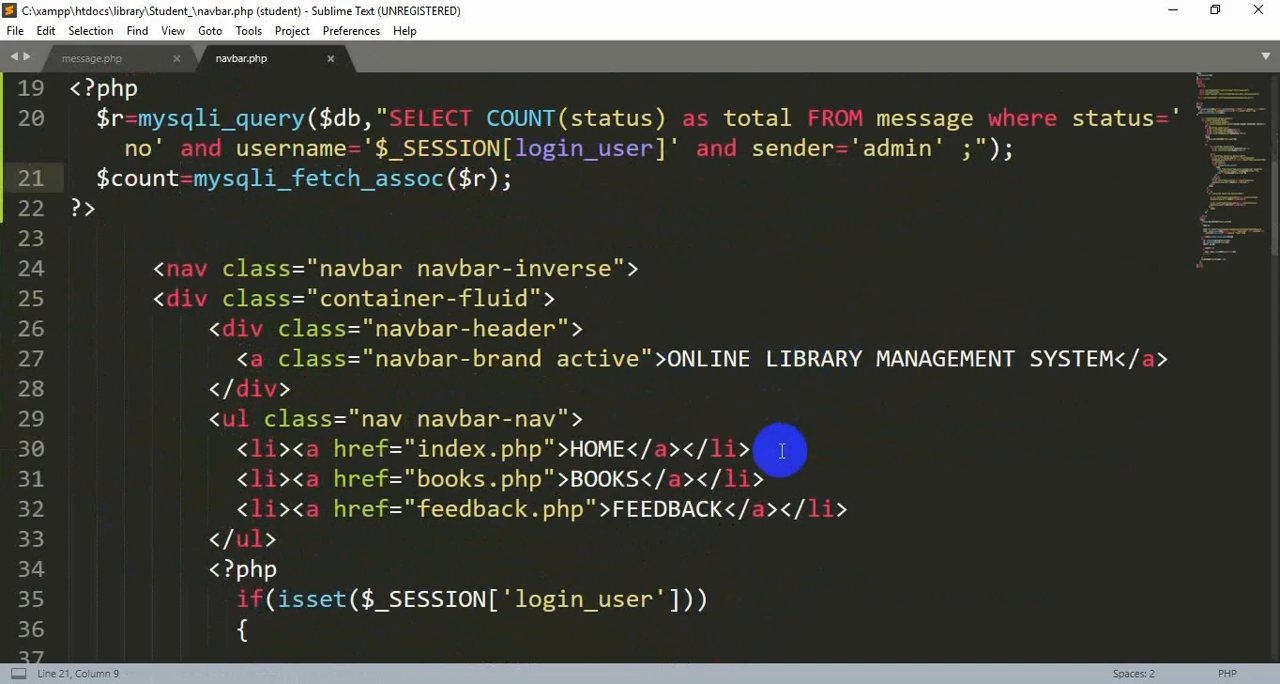 C:\xampp\htdocs\library\Student_\navbar.php (student) - Sublime Text (UNREGISTERED)
File Edit Selection Find View Goto Tools Project Preferences Help
message.php × navbar.php ×
19 <?php
20 $r=mysqli_query($db,"SELECT COUNT(status) as total FROM message where status='
no' and username='$_SESSION[login_user]' and sender='admin' ;");
21 $count=mysqli_fetch_assoc($r);
22 ?>
23
24 <nav class="navbar navbar-inverse">
25 <div class="container-fluid">
26 <div class="navbar-header">
27 <a class="navbar-brand active">ONLINE LIBRARY MANAGEMENT SYSTEM</a>
28 </div>
29 <ul class="nav navbar-nav">
30 <li><a href="index.php">HOME</a></li>
31 <li><a href="books.php">BOOKS</a></li>
32 <li><a href="feedback.php">FEEDBACK</a></li>
33 </ul>
34 <?php
35 if(isset($_SESSION['login_user']))
36 {
37
Line 21, Column 9 Spaces: 2 PHP